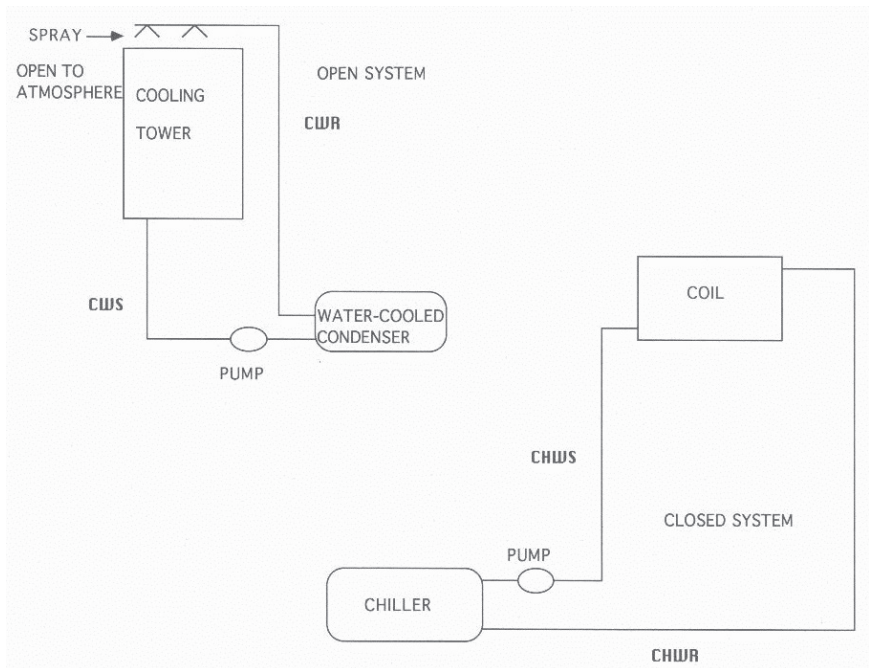 SPRAY
OPEN TO
ATMOSPHERE
COOLING
TOWER
OPEN SYSTEM
CWR
CWS
WATER-COOLED
CONDENSER
PUMP
COIL
CHWS
CLOSED SYSTEM
PUMP
CHILLER
CHWR